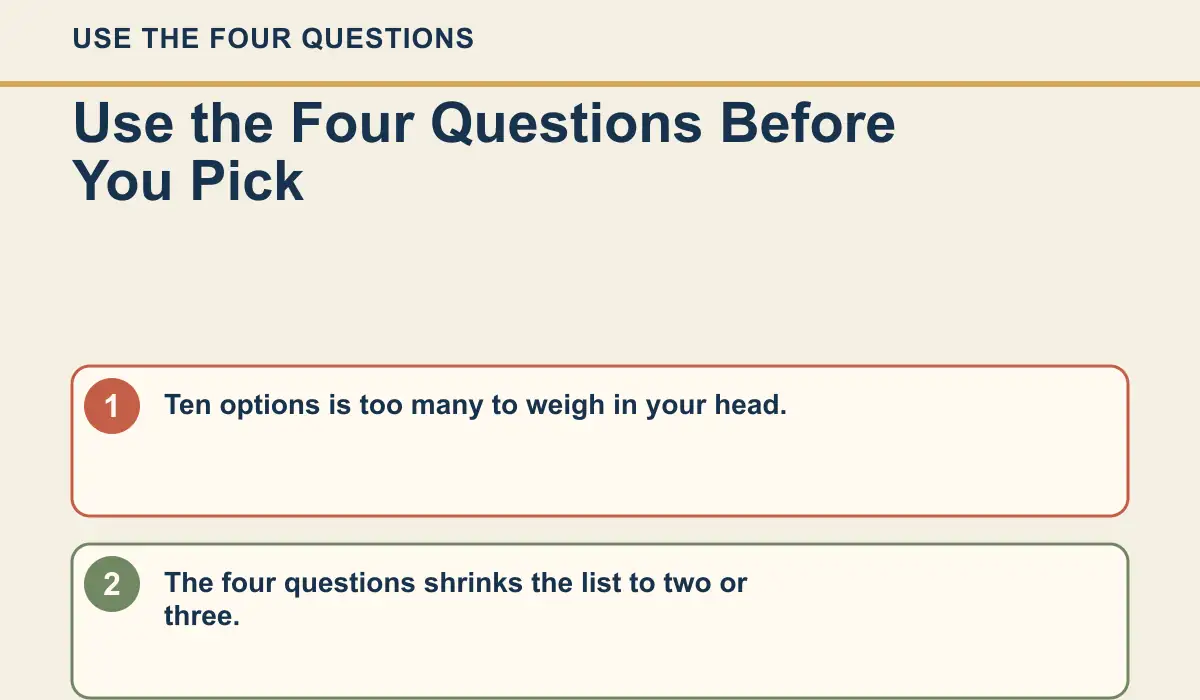 USE THE FOUR QUESTIONS
Use the Four Questions Before
You Pick
1
Ten options is too many to weigh in your head.
2
The four questions shrinks the list to two or
three.